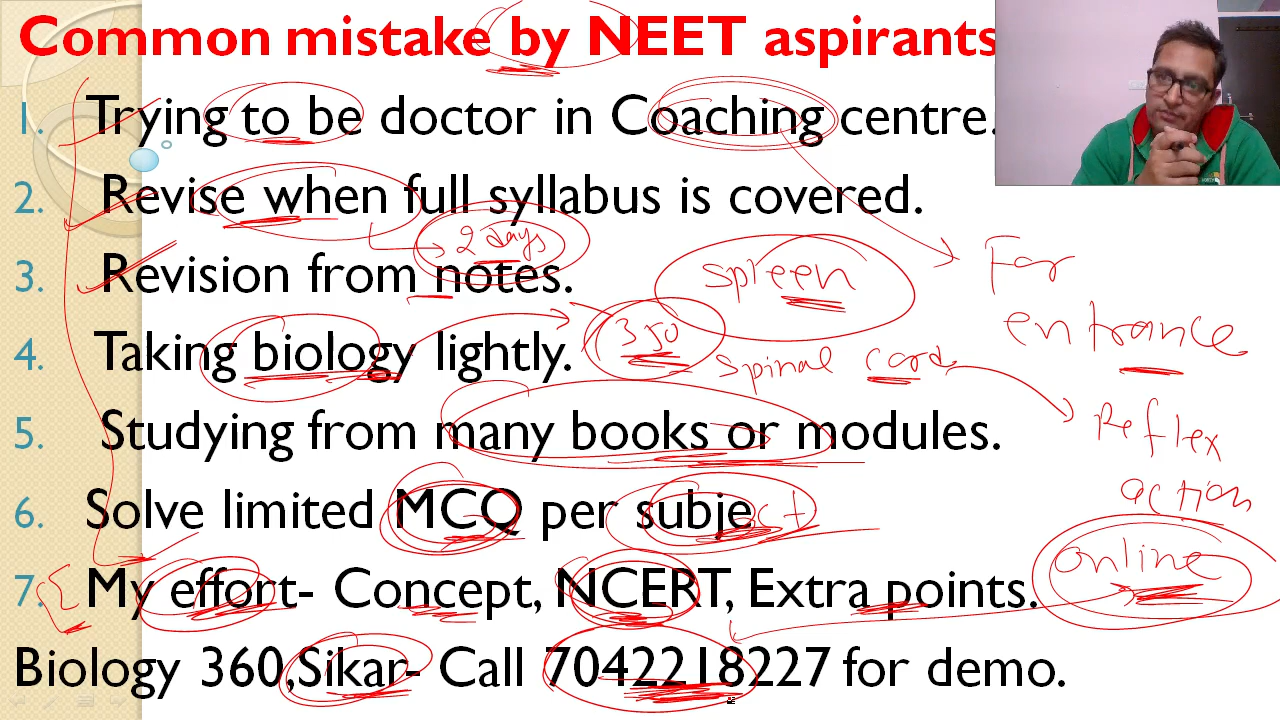 Common mistake by NEET aspirants
1. Trying to be doctor in Coaching centre.
2. Revise when full syllabus is covered.
2 days
3. Revision from notes.
spleen
For
entrance
4. Taking biology lightly.
350
spinal cord
Reflex
action
5. Studying from many books or modules.
6. Solve limited MCQ per subject
online
7. My effort- Concept, NCERT, Extra points.
Biology 360,Sikar- Call 7042218227 for demo.